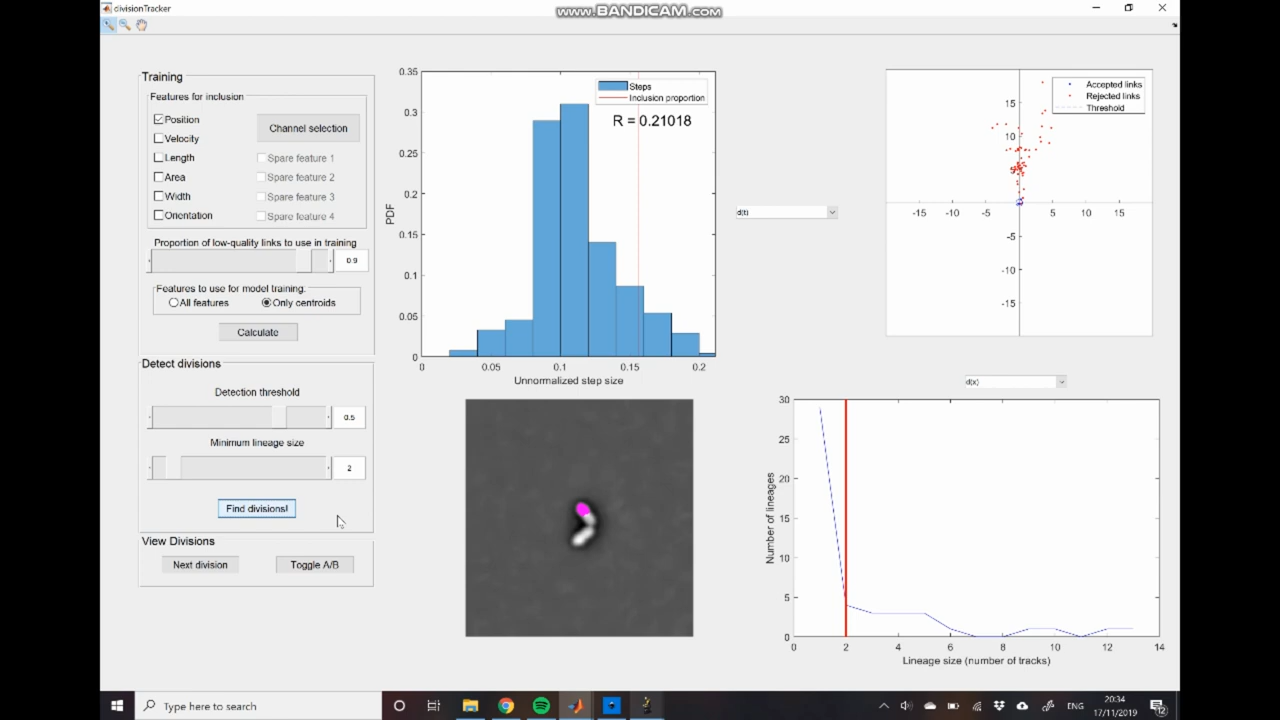 divisionTracker
www.BANDICAM.com
Training
Features for inclusion
Position
Velocity
Length
Area
Width
Orientation
Channel selection
Spare feature 1
Spare feature 2
Spare feature 3
Spare feature 4
Proportion of low-quality links to use in training
0.9
Features to use for model training.
All features
Only centroids
Calculate
Detect divisions
Detection threshold
0.5
Minimum lineage size
2
Find divisions!
View Divisions
Next division
Toggle A/B
0.35
0.3
0.25
0.2
0.15
0.1
0.05
0
PDF
Steps
Inclusion proportion
R = 0.21018
0
0.05
0.1
0.15
0.2
Unnormalized step size
d(t)
Accepted links
Rejected links
Threshold
15
10
-15
-10
-5
5
10
15
-5
-10
-15
d(x)
30
25
20
15
10
5
0
Number of lineages
0
2
4
6
8
10
12
14
Lineage size (number of tracks)
Type here to search
ENG
20:34
17/11/2019
12